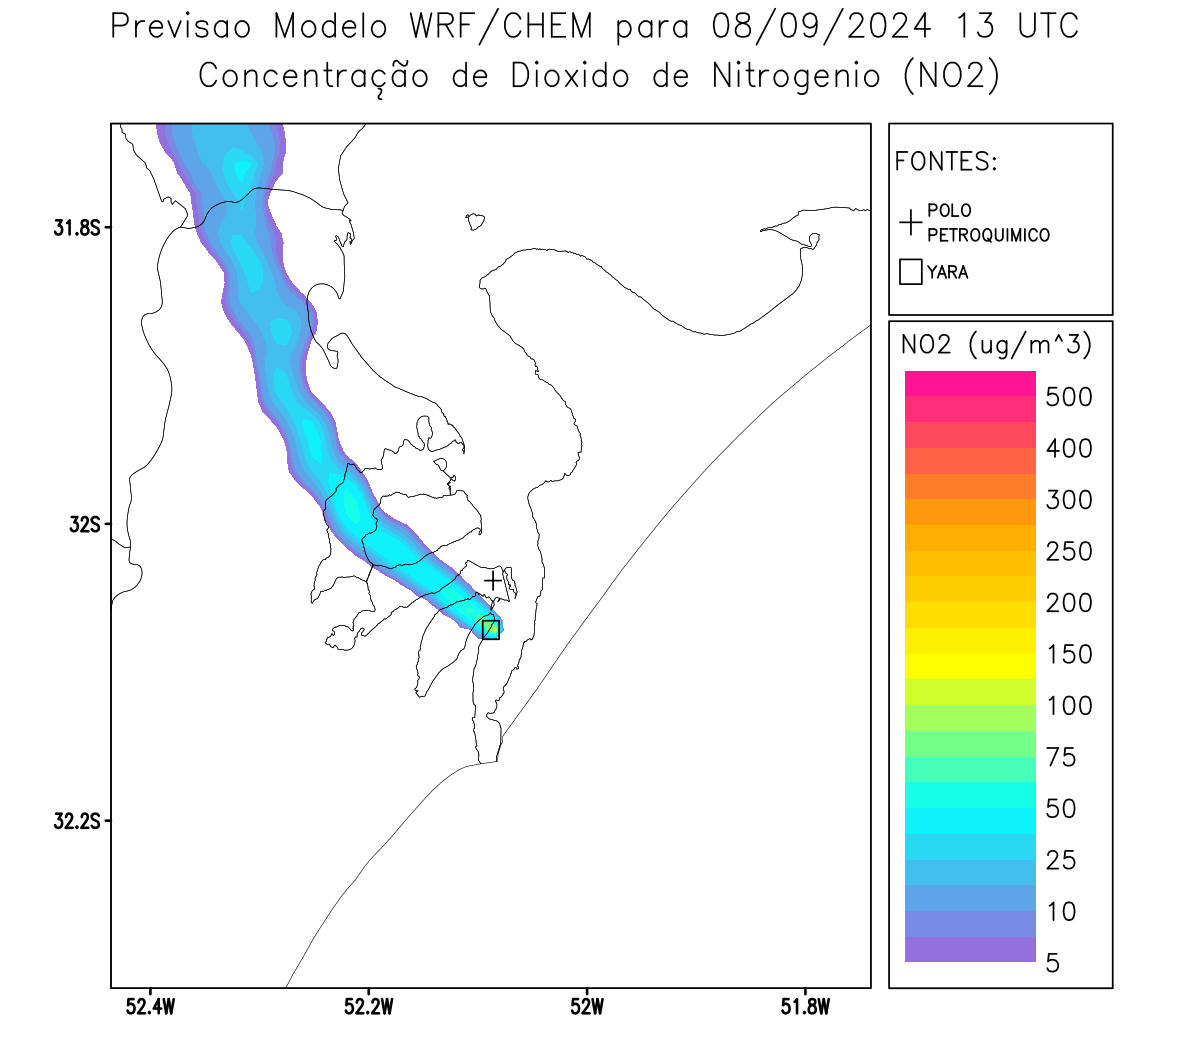 Previsao Modelo WRF/CHEM para 08/09/2024 13 UTC
Concentração de Dioxido de Nitrogenio (NO2)
FONTES:
POLO
PETROQUIMICO
YARA
31.8S
32S
32.2S
52.4W
52.2W
52W
51.8W
NO2 (ug/m^3)
500
400
300
250
200
150
100
75
50
25
10
5